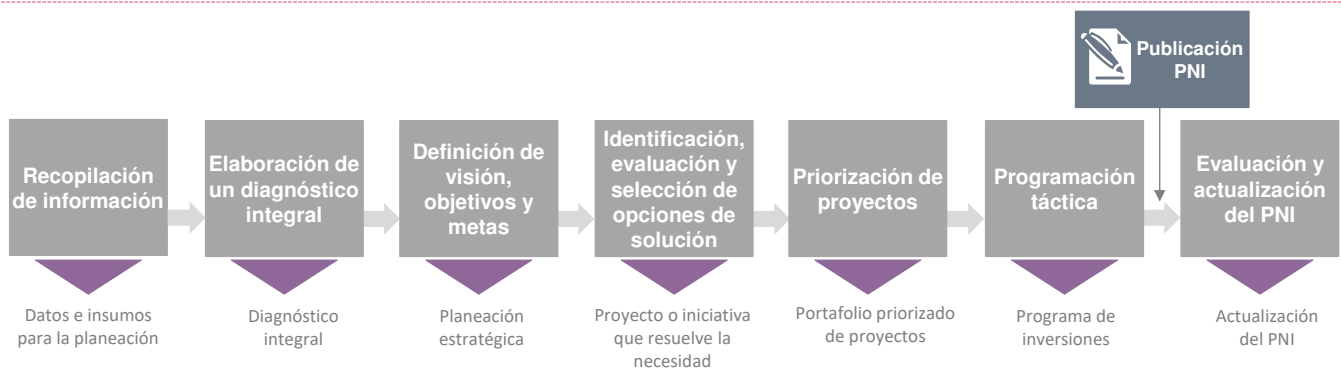 Publicación
PNI
Recopilación
de información
Elaboración de
un diagnóstico
integral
Definición de
visión,
objetivos y
metas
Identificación,
evaluación y
selección de
opciones de
solución
Priorización de
proyectos
Programación
táctica
Evaluación y
actualización
del PNI
Datos e insumos
para la planeación
Diagnóstico
integral
Planeación
estratégica
Proyecto o iniciativa
que resuelve la
necesidad
Portafolio priorizado
de proyectos
Programa de
inversiones
Actualización
del PNI